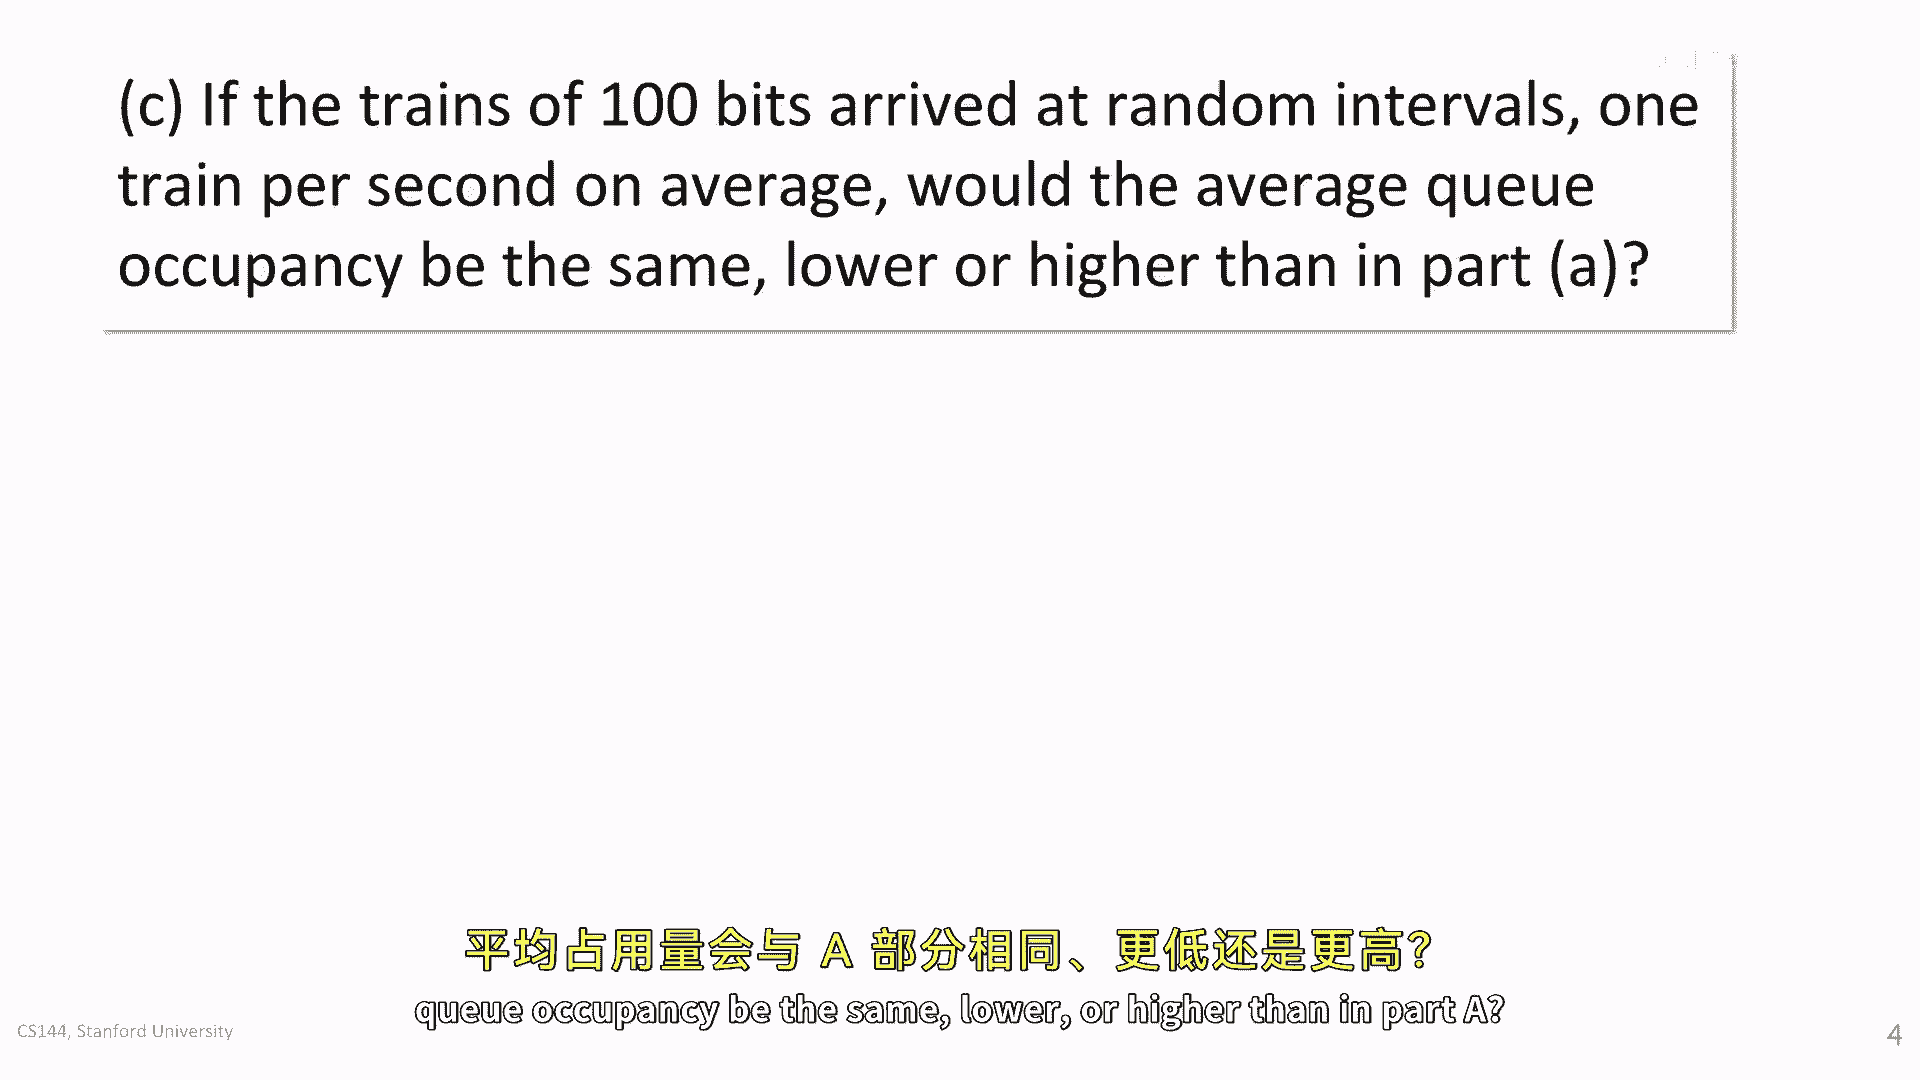 (c) If the trains of 100 bits arrived at random intervals, one
train per second on average, would the average queue
occupancy be the same, lower or higher than in part (a)?
平均占用量会与 A 部分相同、更低还是更高?
queue occupancy be the same, lower, or higher than in part A?
CS144, Stanford University
4